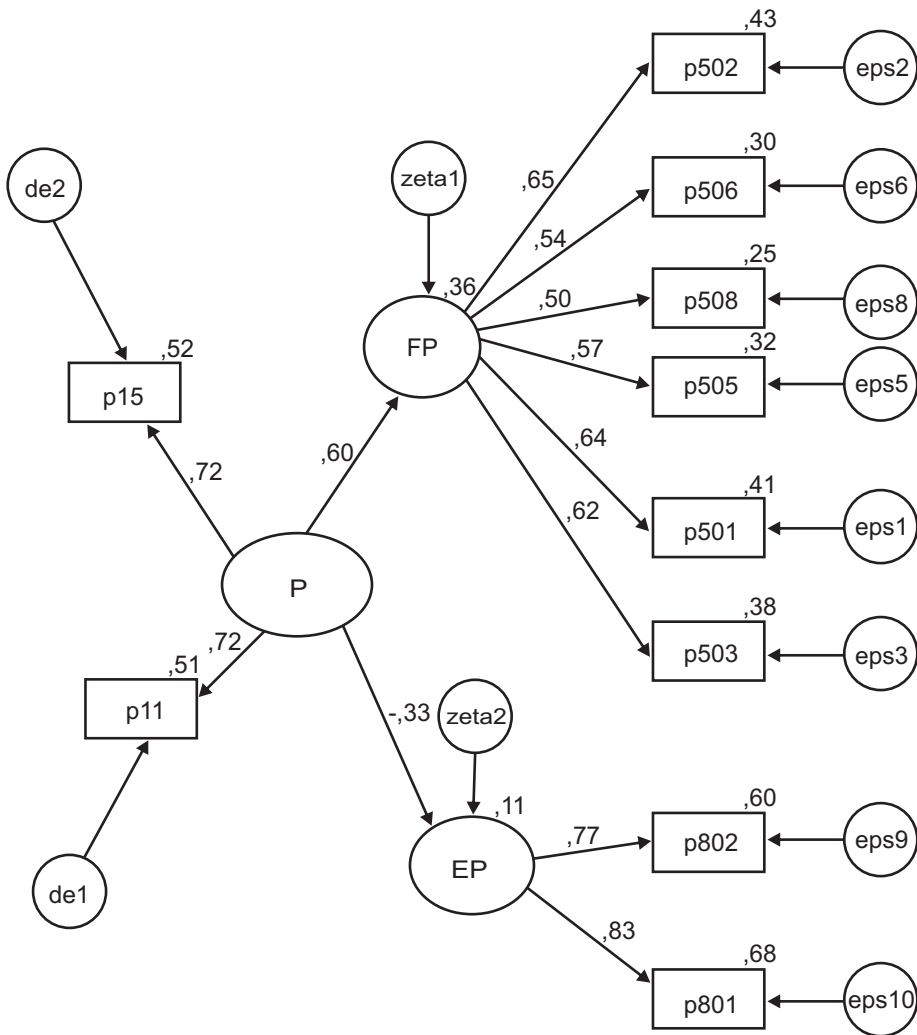 ,43
p502
eps2
,30
p506
eps6
,25
p508
eps8
,32
p505
eps5
,41
p501
eps1
,38
p503
eps3
,60
p802
eps9
,68
p801
eps10
de2
zeta1
,65
,54
,50
,57
,64
,62
,36
FP
,52
p15
,72
,60
P
,72
,51
p11
de1
-,33
zeta2
,11
EP
,77
,83